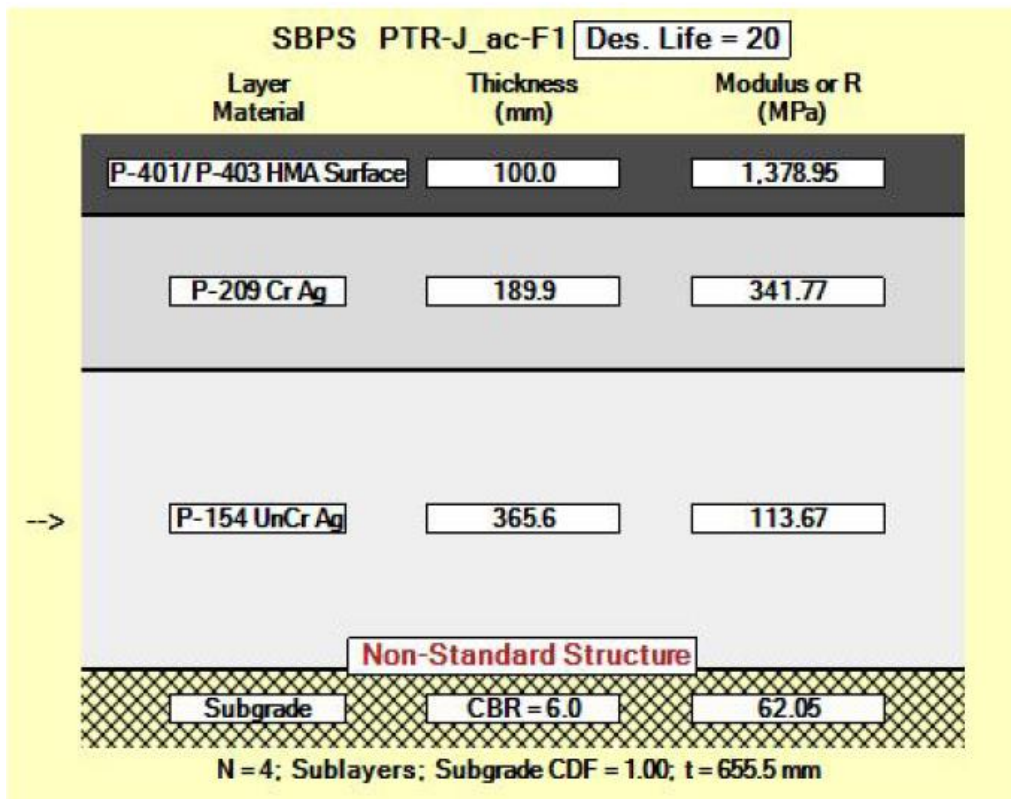 SBPS PTR-J_ac-F1 Des. Life = 20
Layer Material Thickness (mm) Modulus or R (MPa)
P-401/ P-403 HMA Surface 100.0 1,378.95
P-209 Cr Ag 189.9 341.77
--> P-154 UnCr Ag 365.6 113.67
Non-Standard Structure
Subgrade CBR = 6.0 62.05
N = 4; Sublayers; Subgrade CDF = 1.00; t = 655.5 mm